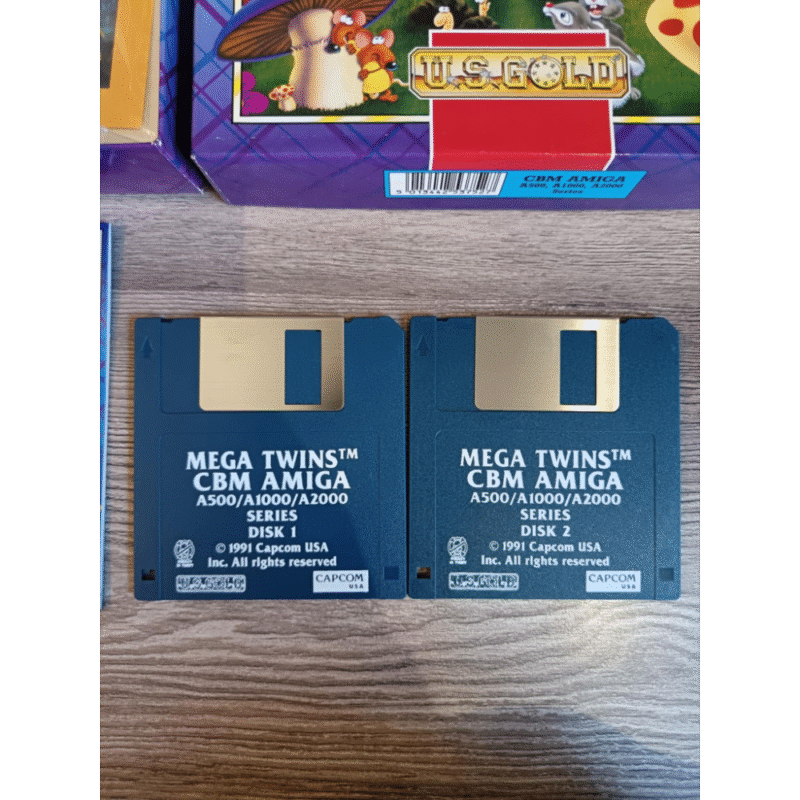 U.S.GOLD
CBM AMIGA
A500, A1000, A2000
Series
MEGA TWINS™
CBM AMIGA
A500/A1000/A2000
SERIES
DISK 1
© 1991 Capcom USA
Inc. All rights reserved
U.S.GOLD
CAPCOM
USA
MEGA TWINS™
CBM AMIGA
A500/A1000/A2000
SERIES
DISK 2
© 1991 Capcom USA
Inc. All rights reserved
U.S.GOLD
CAPCOM
USA